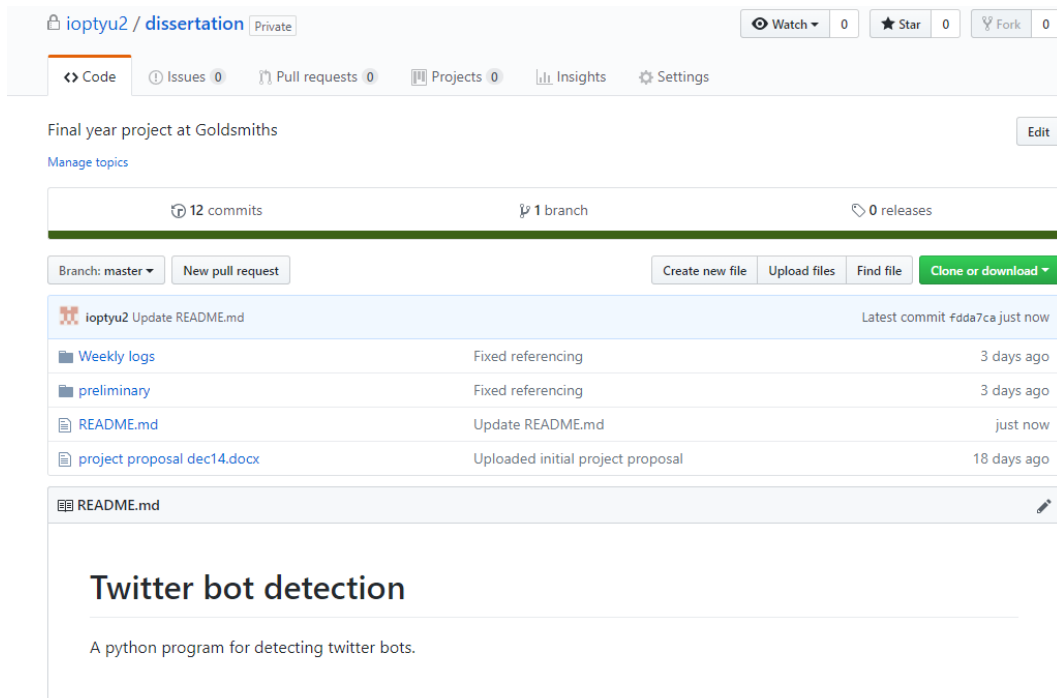 ioptyu2 / dissertation Private Watch 0 Star 0 Fork 0
Code Issues 0 Pull requests 0 Projects 0 Insights Settings
Final year project at Goldsmiths Edit
Manage topics
12 commits 1 branch 0 releases
Branch: master New pull request Create new file Upload files Find file Clone or download
ioptyu2 Update README.md Latest commit fdda7ca just now
Weekly logs Fixed referencing 3 days ago
preliminary Fixed referencing 3 days ago
README.md Update README.md just now
project proposal dec14.docx Uploaded initial project proposal 18 days ago
README.md
Twitter bot detection
A python program for detecting twitter bots.